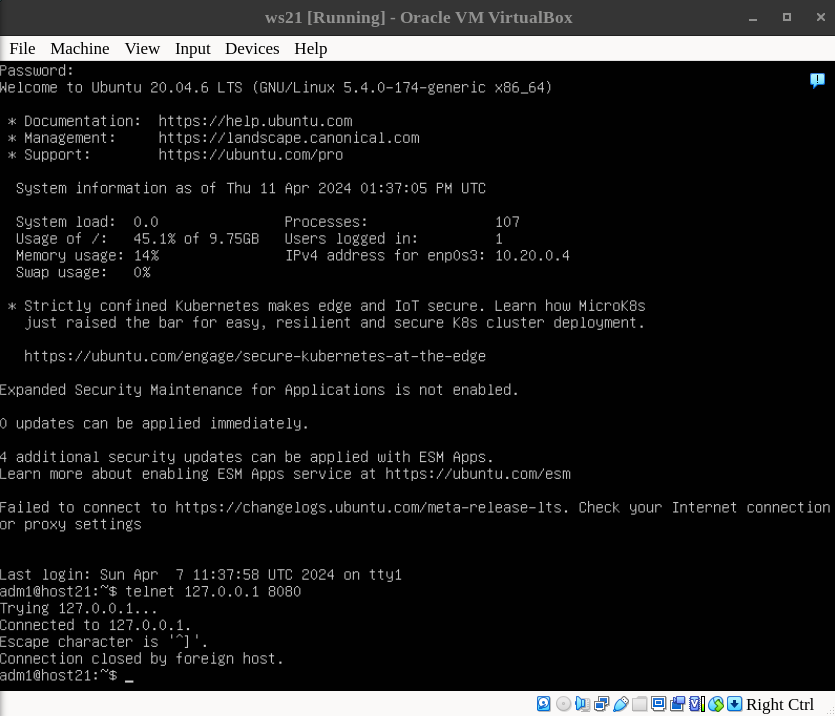 ws21 [Running] - Oracle VM VirtualBox
File Machine View Input Devices Help
Password:
Welcome to Ubuntu 20.04.6 LTS (GNU/Linux 5.4.0-174-generic x86_64)
* Documentation: https://help.ubuntu.com
* Management: https://landscape.canonical.com
* Support: https://ubuntu.com/pro
System information as of Thu 11 Apr 2024 01:37:05 PM UTC
System load: 0.0 Processes: 107
Usage of /: 45.1% of 9.75GB Users logged in: 1
Memory usage: 14% IPv4 address for enp0s3: 10.20.0.4
Swap usage: 0%
* Strictly confined Kubernetes makes edge and IoT secure. Learn how MicroK8s
just raised the bar for easy, resilient and secure K8s cluster deployment.
https://ubuntu.com/engage/secure-kubernetes-at-the-edge
Expanded Security Maintenance for Applications is not enabled.
0 updates can be applied immediately.
4 additional security updates can be applied with ESM Apps.
Learn more about enabling ESM Apps service at https://ubuntu.com/esm
Failed to connect to https://changelogs.ubuntu.com/meta-release-lts. Check your Internet connection
or proxy settings
Last login: Sun Apr  7 11:37:58 UTC 2024 on tty1
adm1@host21:~$ telnet 127.0.0.1 8080
Trying 127.0.0.1...
Connected to 127.0.0.1.
Escape character is '^]'.
Connection closed by foreign host.
adm1@host21:~$ _
Right Ctrl